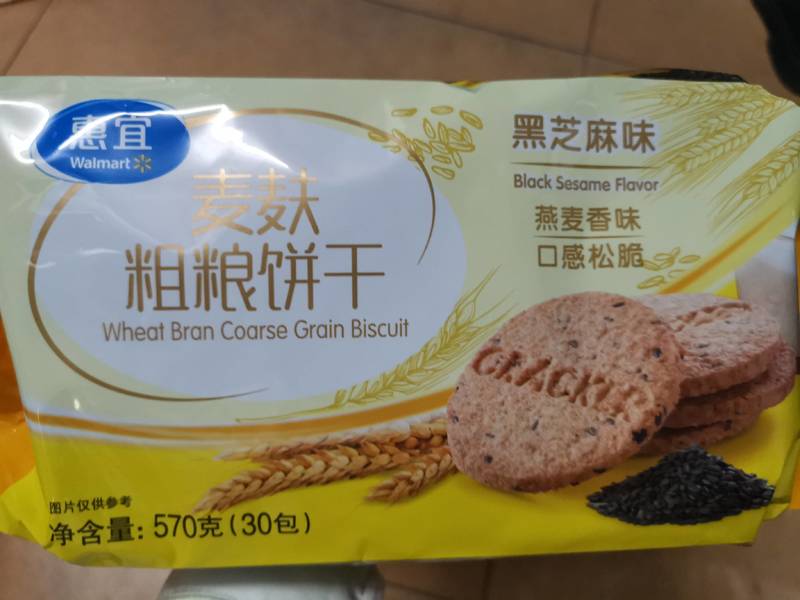 惠宜
Walmart
麦麸
粗粮饼干
Wheat Bran Coarse Grain Biscuit
黑芝麻味
Black Sesame Flavor
燕麦香味
口感松脆
CRACKER
图片仅供参考
净含量: 570克(30包)